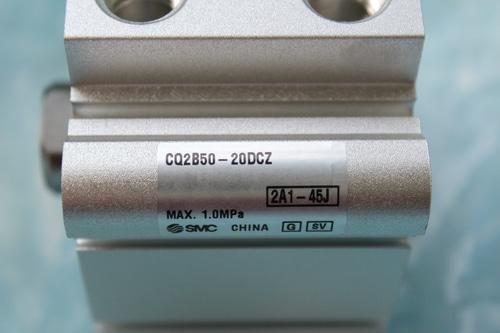 CQ2B50-20DCZ
2A1-45J
MAX. 1.0MPa
SMC CHINA G SV